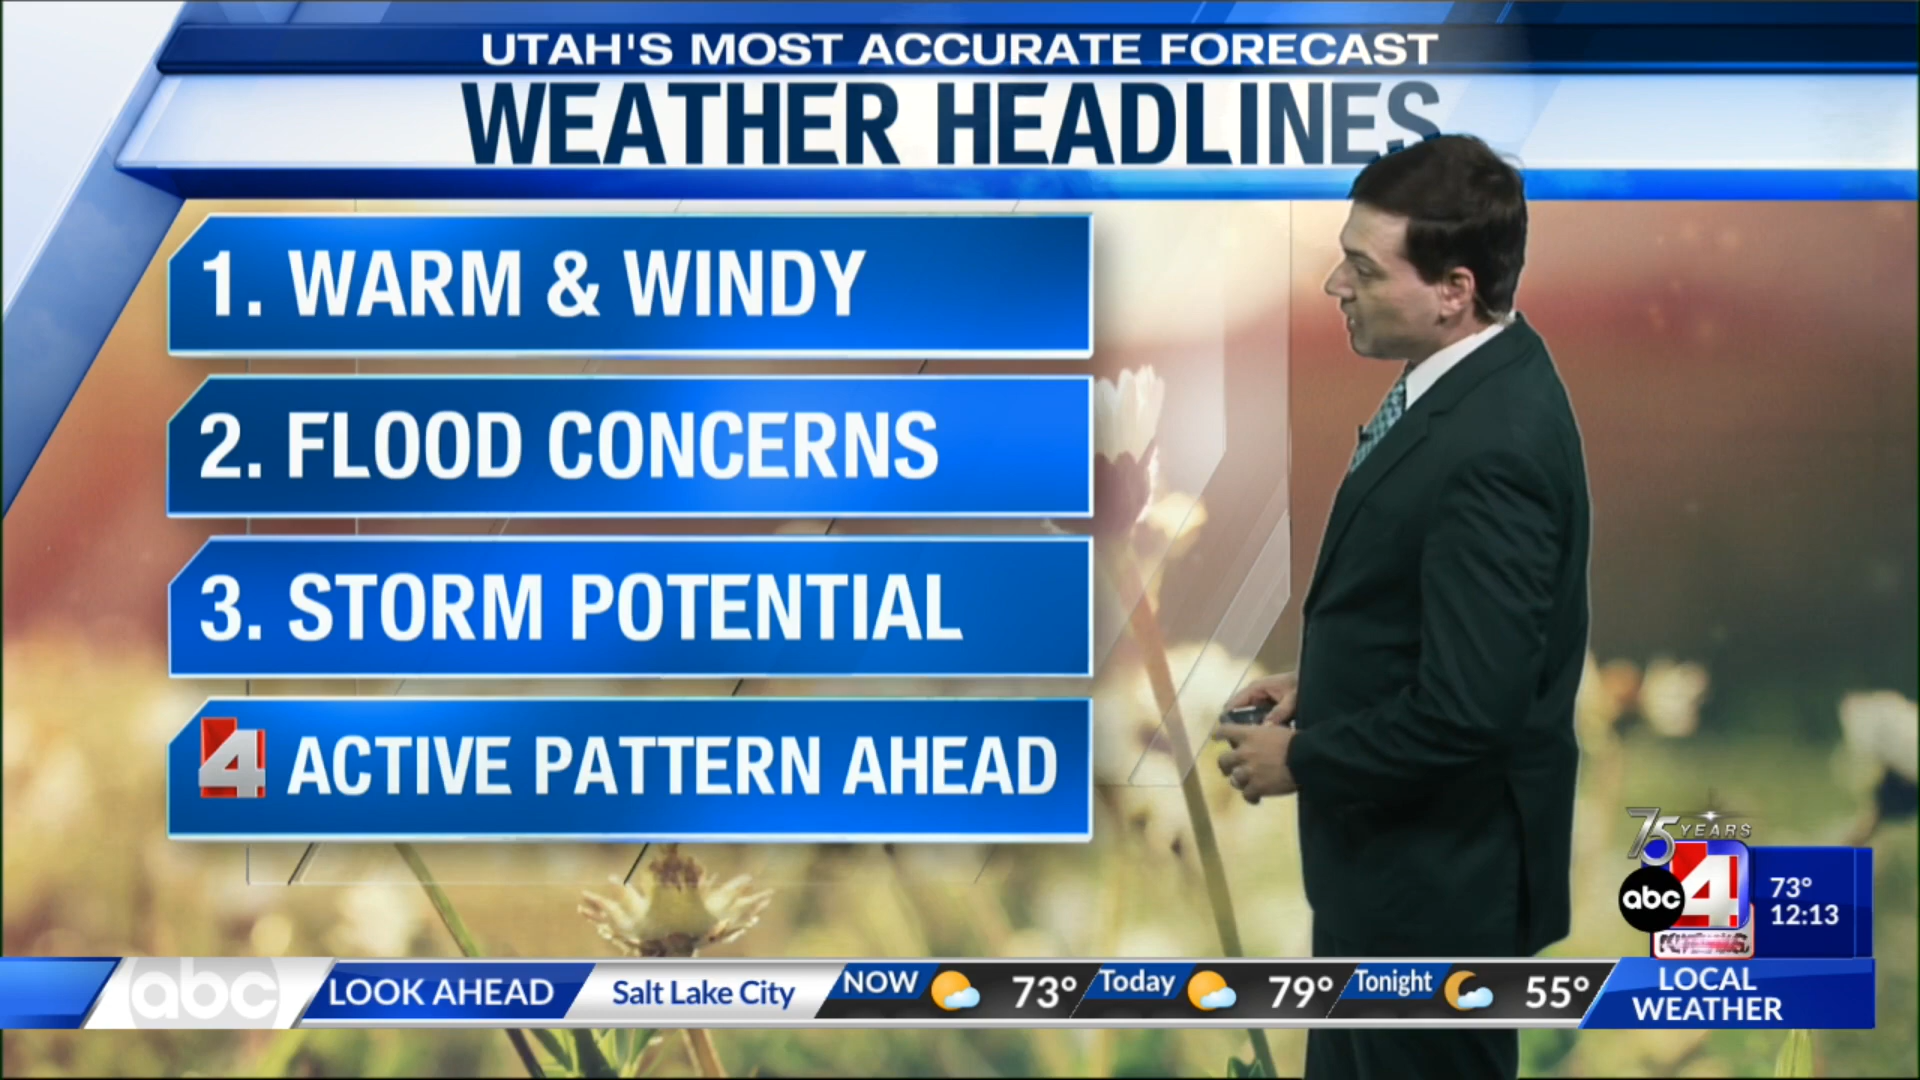 UTAH'S MOST ACCURATE FORECAST
WEATHER HEADLINES
1. WARM & WINDY
2. FLOOD CONCERNS
3. STORM POTENTIAL
4 ACTIVE PATTERN AHEAD
75 YEARS
abc 4
73°
12:13
abc LOOK AHEAD Salt Lake City NOW 73° Today 79° Tonight 55°
LOCAL
WEATHER